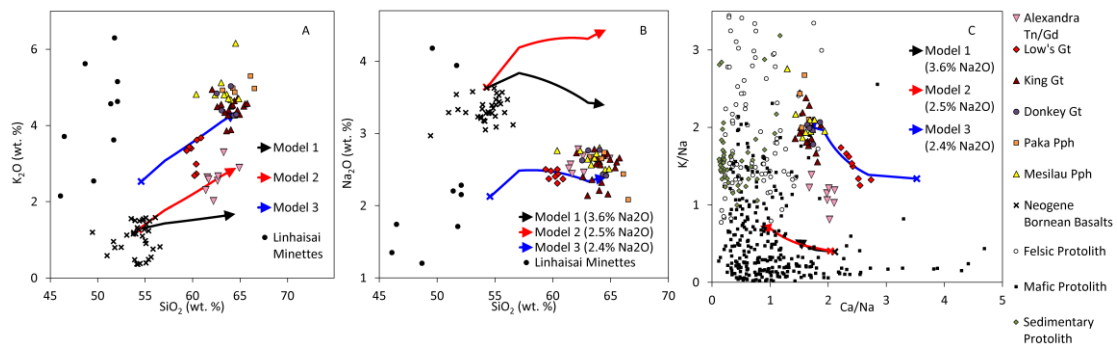 A
6
4
2
0
K₂O (wt. %)
Model 1
Model 2
Model 3
Linhaisai Minettes
45 50 55 60 65 70
SiO₂ (wt. %)
B
5
4
3
2
1
Na₂O (wt. %)
Model 1 (3.6% Na2O)
Model 2 (2.5% Na2O)
Model 3 (2.4% Na2O)
Linhaisai Minettes
45 50 55 60 65 70
SiO₂ (wt. %)
C
3
2
1
0
K/Na
Model 1
(3.6% Na2O)
Model 2
(2.5% Na2O)
Model 3
(2.4% Na2O)
0 1 2 3 4 5
Ca/Na
Alexandra
Tn/Gd
Low's Gt
King Gt
Donkey Gt
Paka Pph
Mesilau Pph
Neogene
Bornean Basalts
Felsic Protolith
Mafic Protolith
Sedimentary
Protolith